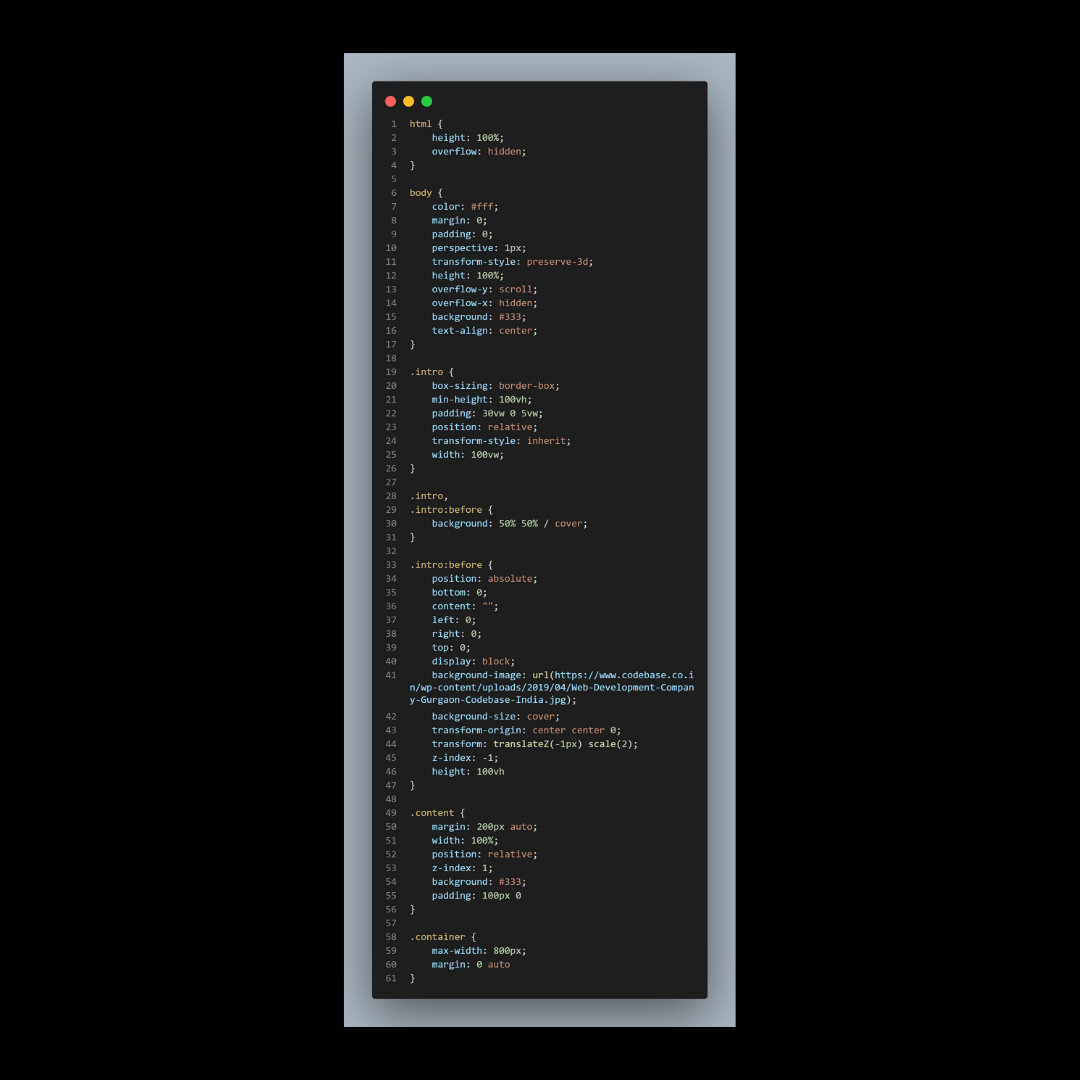 1 html {
2     height: 100%;
3     overflow: hidden;
4 }
5
6 body {
7     color: #fff;
8     margin: 0;
9     padding: 0;
10     perspective: 1px;
11     transform-style: preserve-3d;
12     height: 100%;
13     overflow-y: scroll;
14     overflow-x: hidden;
15     background: #333;
16     text-align: center;
17 }
18
19 .intro {
20     box-sizing: border-box;
21     min-height: 100vh;
22     padding: 30vw 0 5vw;
23     position: relative;
24     transform-style: inherit;
25     width: 100vw;
26 }
27
28 .intro,
29 .intro:before {
30     background: 50% 50% / cover;
31 }
32
33 .intro:before {
34     position: absolute;
35     bottom: 0;
36     content: "";
37     left: 0;
38     right: 0;
39     top: 0;
40     display: block;
41     background-image: url(https://www.codebase.co.i
n/wp-content/uploads/2019/04/Web-Development-Compan
y-Gurgaon-Codebase-India.jpg);
42     background-size: cover;
43     transform-origin: center center 0;
44     transform: translateZ(-1px) scale(2);
45     z-index: -1;
46     height: 100vh
47 }
48
49 .content {
50     margin: 200px auto;
51     width: 100%;
52     position: relative;
53     z-index: 1;
54     background: #333;
55     padding: 100px 0
56 }
57
58 .container {
59     max-width: 800px;
60     margin: 0 auto
61 }